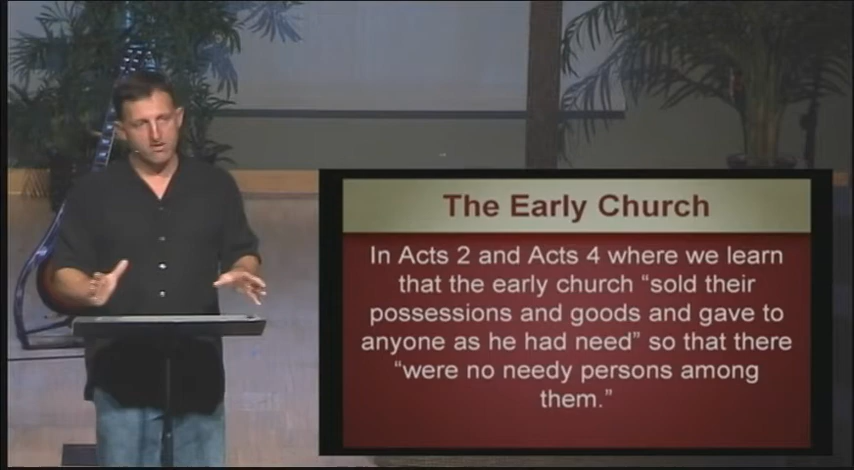 The Early Church
In Acts 2 and Acts 4 where we learn
that the early church “sold their
possessions and goods and gave to
anyone as he had need” so that there
“were no needy persons among
them.”